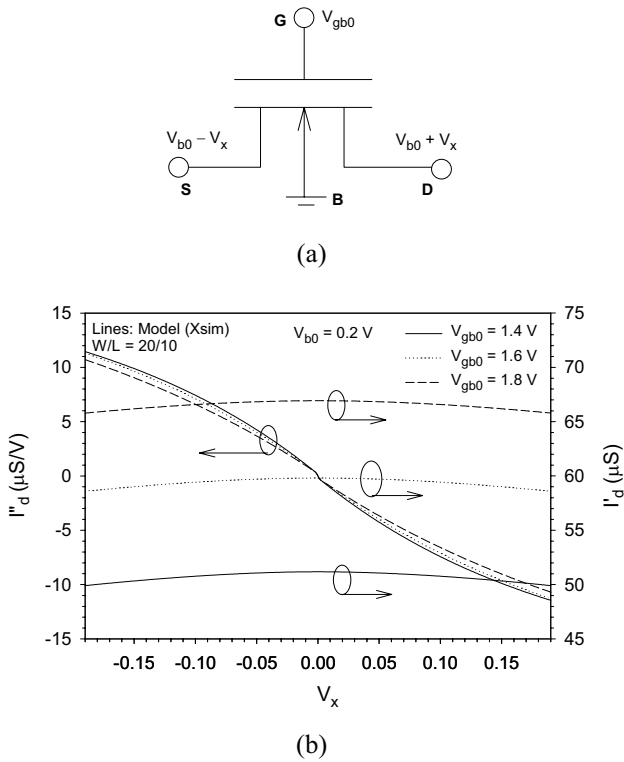 G V_gb0
V_b0 − V_x V_b0 + V_x
S B D
(a)
15 75
Lines: Model (Xsim) V_b0 = 0.2 V V_gb0 = 1.4 V
W/L = 20/10 V_gb0 = 1.6 V
V_gb0 = 1.8 V
10 70
5 65
0 60
-5 55
-10 50
-15 45
I"_d (μS/V)
I'_d (μS)
-0.15 -0.10 -0.05 0.00 0.05 0.10 0.15
V_x
(b)